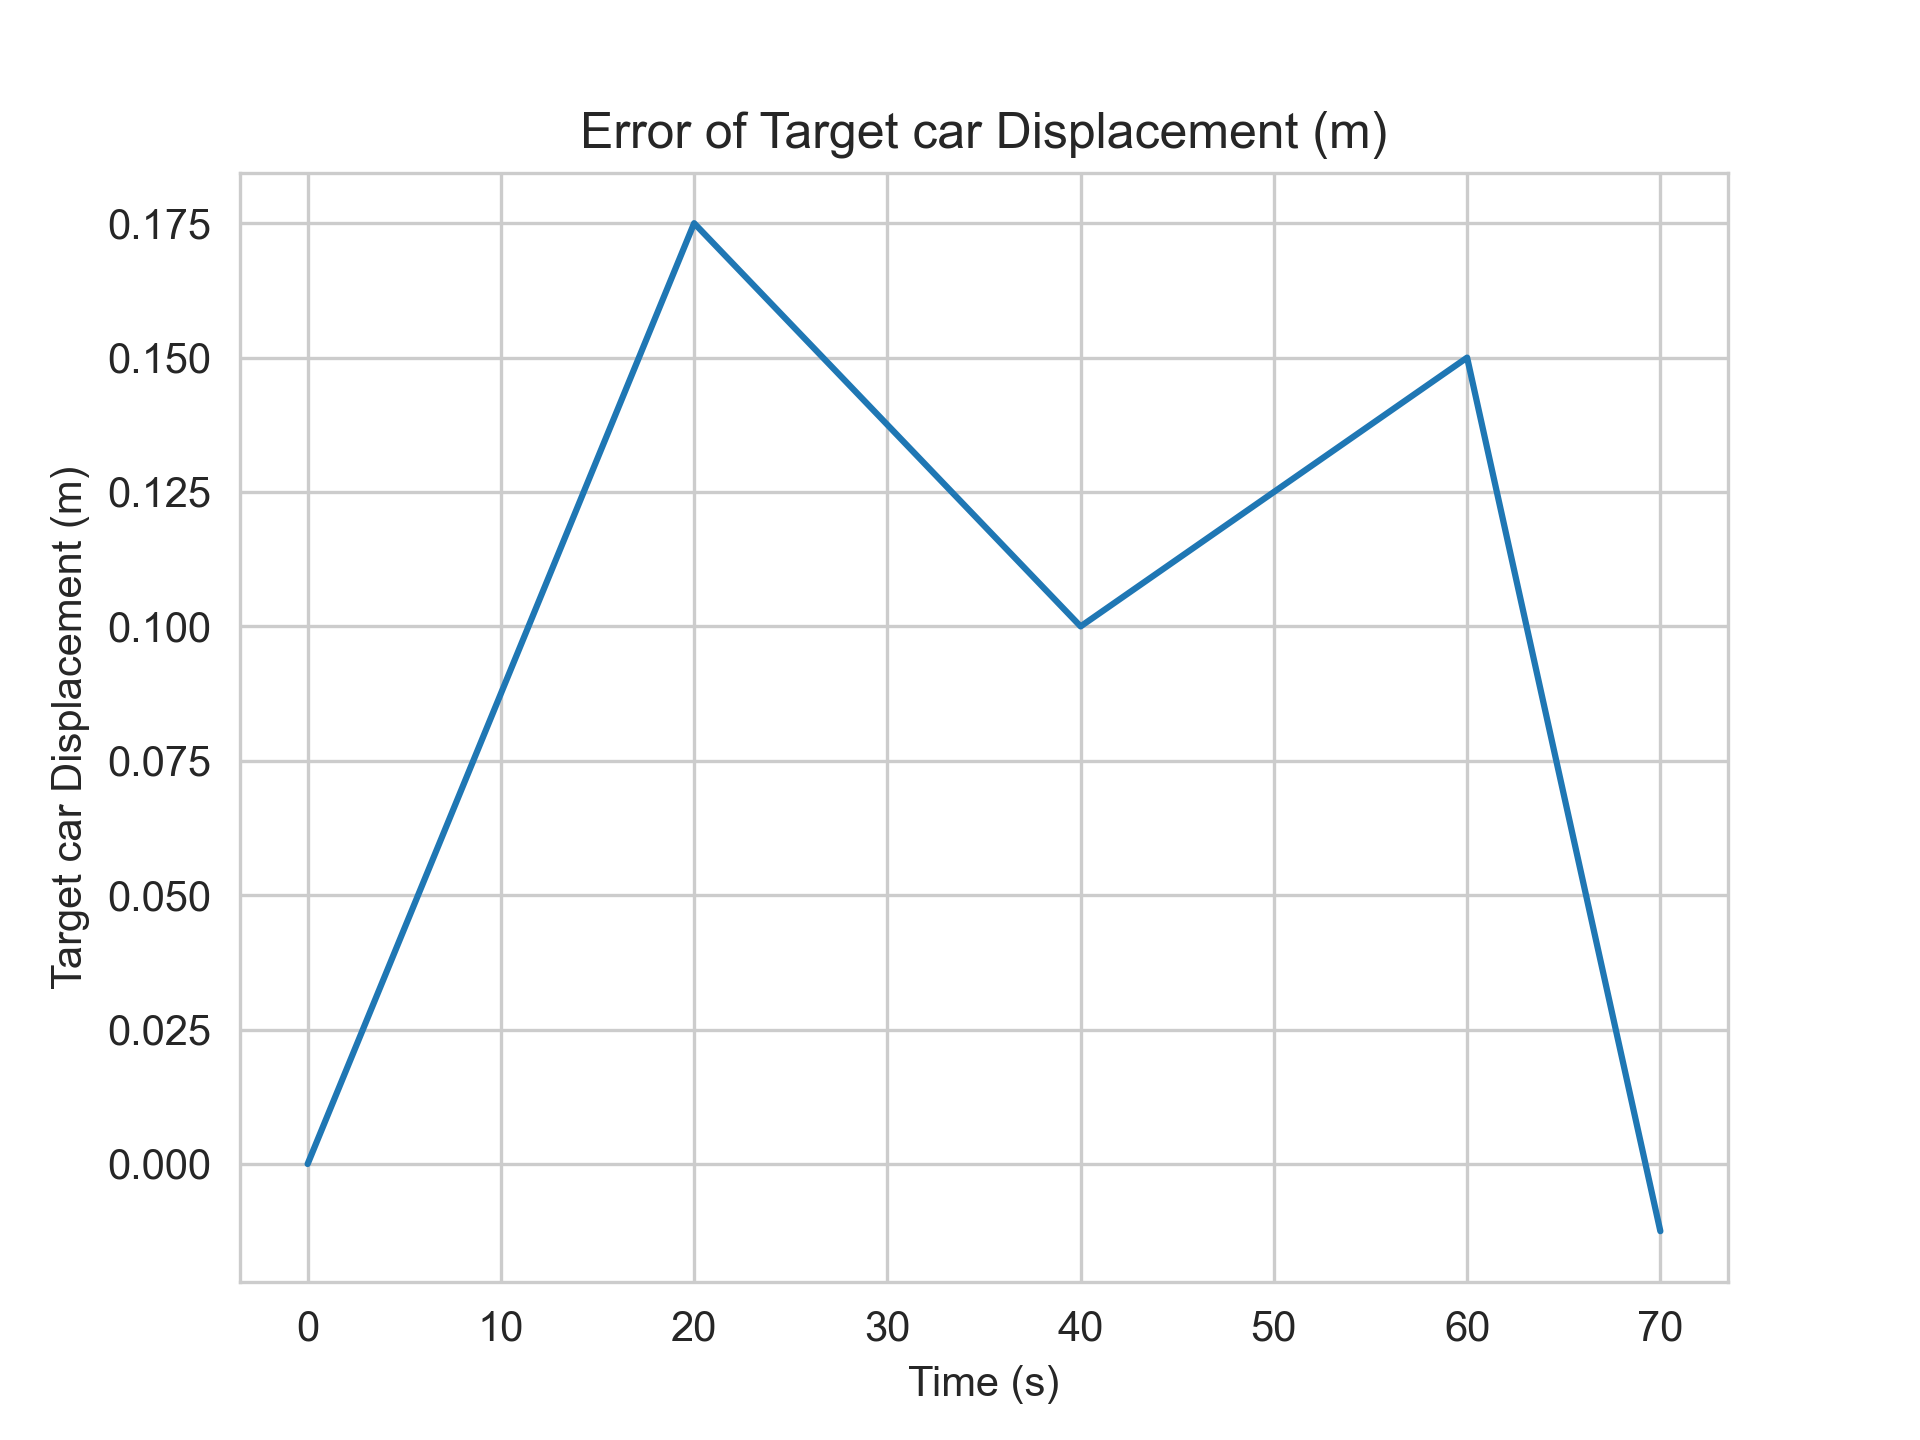 Error of Target car Displacement (m)
Target car Displacement (m)
0.175
0.150
0.125
0.100
0.075
0.050
0.025
0.000
0 10 20 30 40 50 60 70
Time (s)